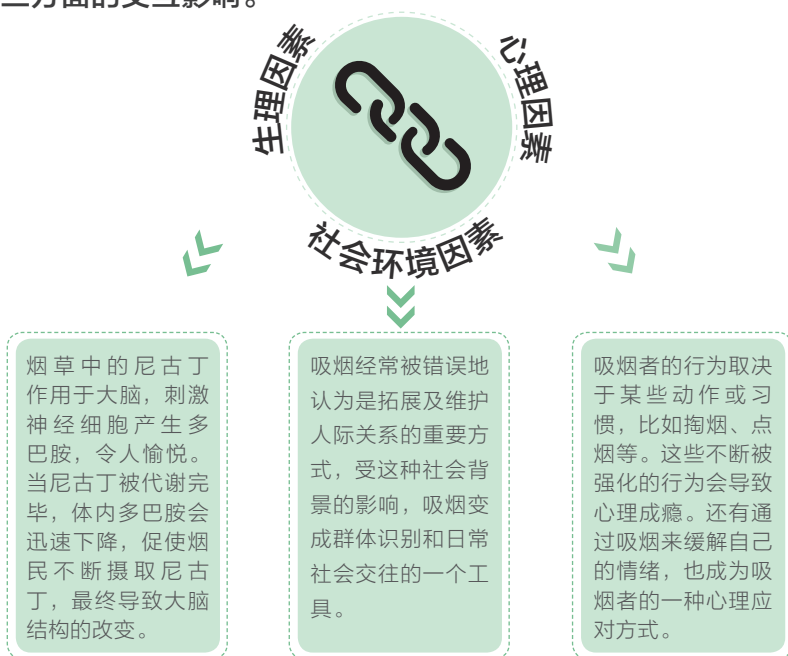 三方面的交互影响。
生理因素
心理因素
社会环境因素
烟草中的尼古丁
作用于大脑，刺激
神经细胞产生多
巴胺，令人愉悦。
当尼古丁被代谢完
毕，体内多巴胺会
迅速下降，促使烟
民不断摄取尼古
丁，最终导致大脑
结构的改变。
吸烟经常被错误地
认为是拓展及维护
人际关系的重要方
式，受这种社会背
景的影响，吸烟变
成群体识别和日常
社会交往的一个工
具。
吸烟者的行为取决
于某些动作或习
惯，比如掏烟、点
烟等。这些不断被
强化的行为会导致
心理成瘾。还有通
过吸烟来缓解自己
的情绪，也成为吸
烟者的一种心理应
对方式。